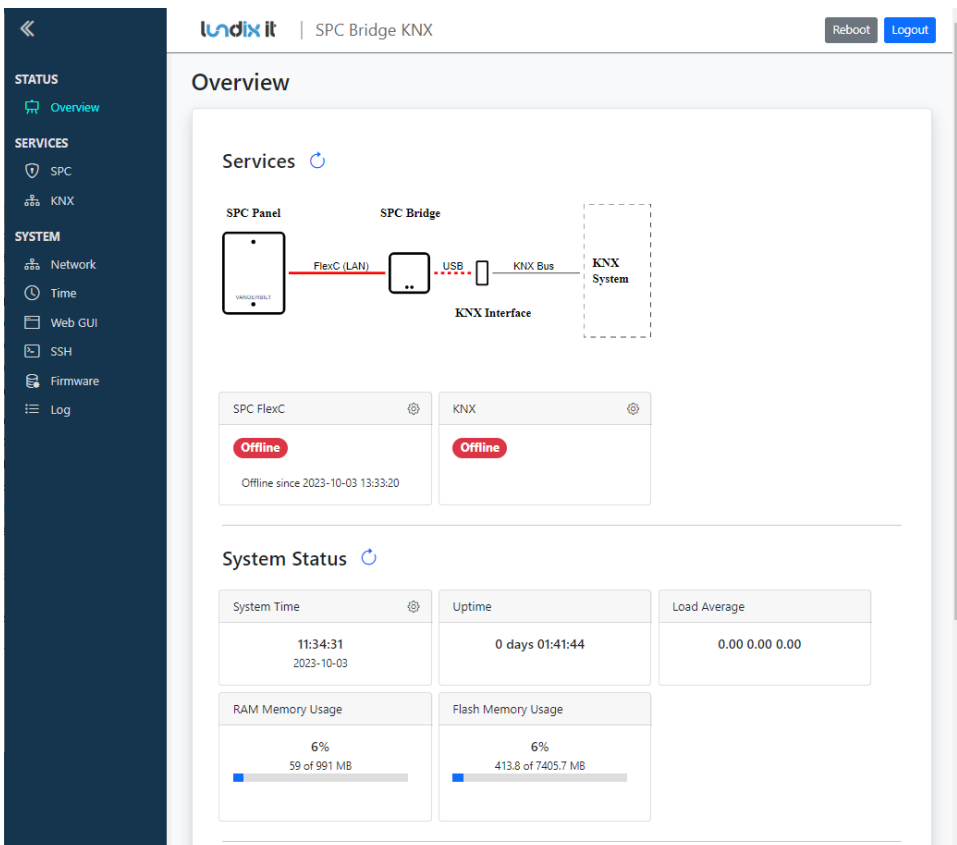 lundix it | SPC Bridge KNX
Reboot
Logout
STATUS
Overview
SERVICES
SPC
KNX
SYSTEM
Network
Time
Web GUI
SSH
Firmware
Log
Overview
Services
SPC Panel
SPC Bridge
VANDERBILT
FlexC (LAN)
USB
KNX Bus
KNX
System
KNX Interface
SPC FlexC
Offline
Offline since 2023-10-03 13:33:20
KNX
Offline
System Status
System Time
11:34:31
2023-10-03
Uptime
0 days 01:41:44
Load Average
0.00 0.00 0.00
RAM Memory Usage
6%
59 of 991 MB
Flash Memory Usage
6%
413.8 of 7405.7 MB